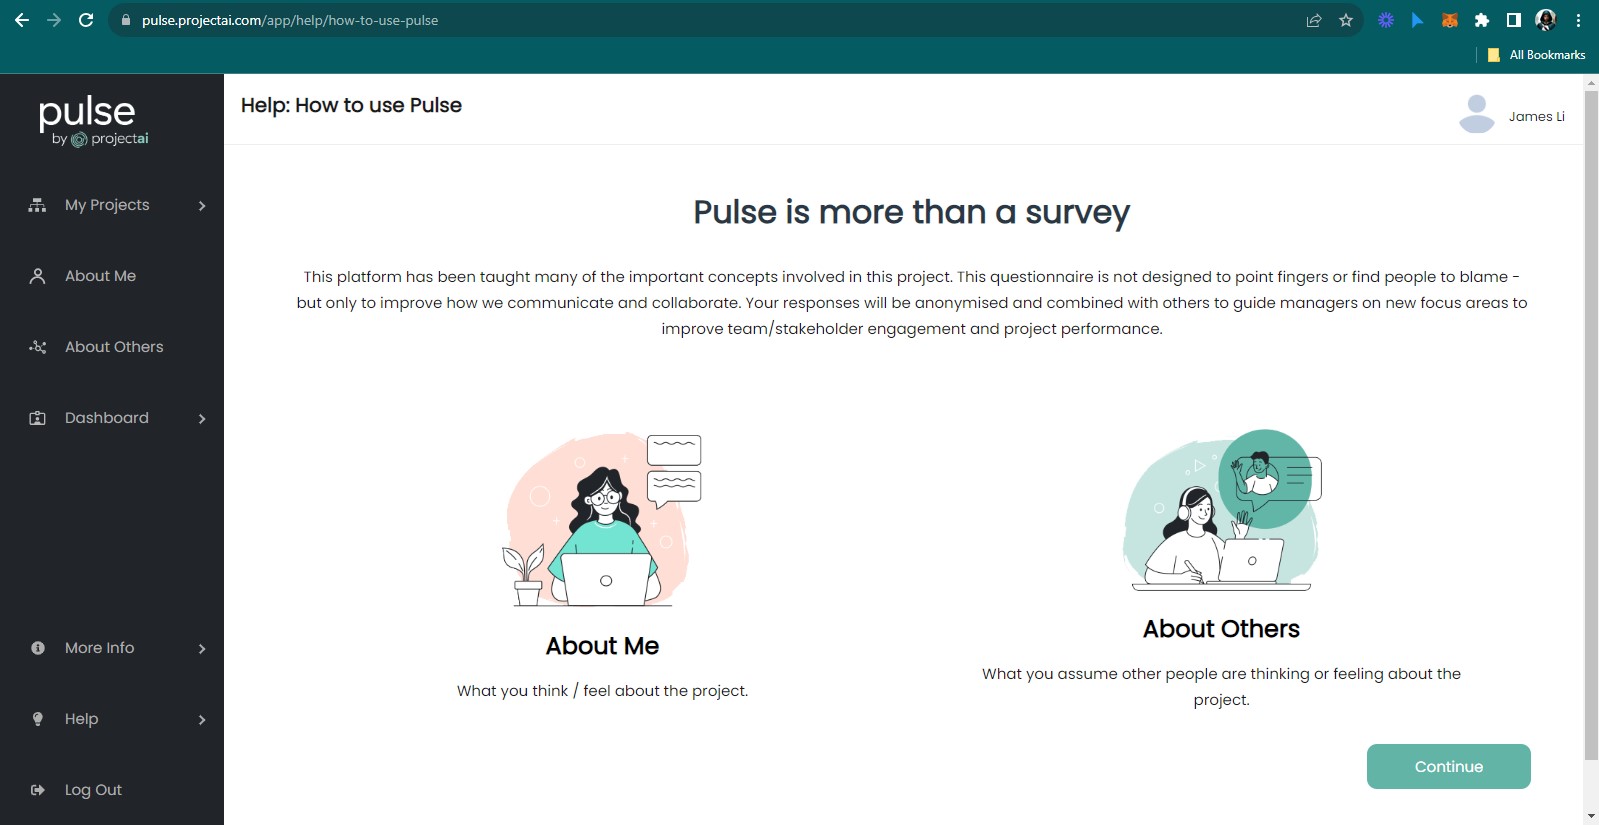 pulse.projectai.com/app/help/how-to-use-pulse
All Bookmarks
pulse
by projectai
Help: How to use Pulse
James Li
My Projects
About Me
About Others
Dashboard
More Info
Help
Log Out
Pulse is more than a survey
This platform has been taught many of the important concepts involved in this project. This questionnaire is not designed to point fingers or find people to blame -
but only to improve how we communicate and collaborate. Your responses will be anonymised and combined with others to guide managers on new focus areas to
improve team/stakeholder engagement and project performance.
About Me
What you think / feel about the project.
About Others
What you assume other people are thinking or feeling about the
project.
Continue